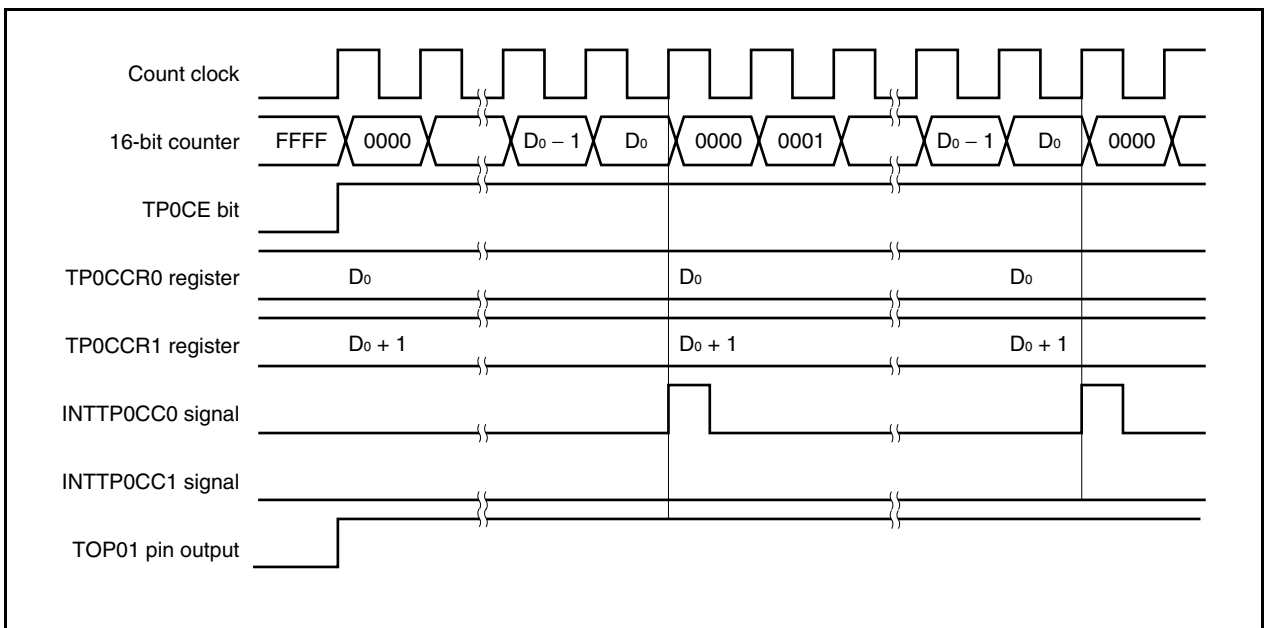 Count clock
16-bit counter FFFF 0000 D₀ − 1 D₀ 0000 0001 D₀ − 1 D₀ 0000
TP0CE bit
TP0CCR0 register D₀ D₀ D₀
TP0CCR1 register D₀ + 1 D₀ + 1 D₀ + 1
INTTP0CC0 signal
INTTP0CC1 signal
TOP01 pin output